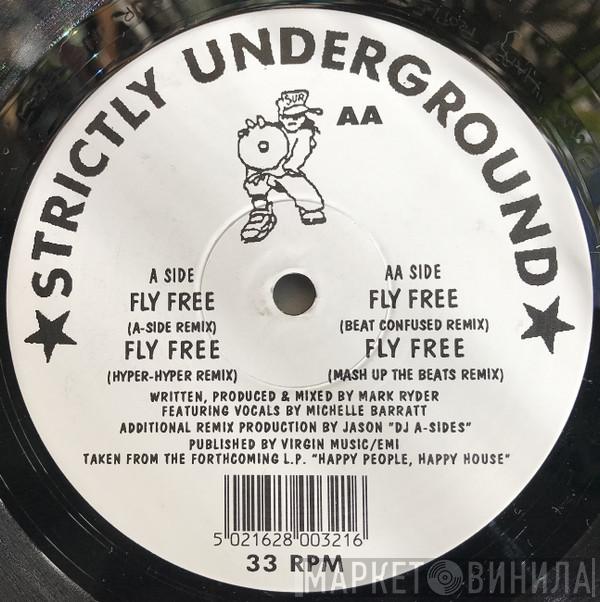 STRICTLY UNDERGROUND
SUR
AA
A SIDE
FLY FREE
(A-SIDE REMIX)
FLY FREE
(HYPER-HYPER REMIX)
AA SIDE
FLY FREE
(BEAT CONFUSED REMIX)
FLY FREE
(MASH UP THE BEATS REMIX)
WRITTEN, PRODUCED & MIXED BY MARK RYDER
FEATURING VOCALS BY MICHELLE BARRATT
ADDITIONAL REMIX PRODUCTION BY JASON "DJ A-SIDES"
PUBLISHED BY VIRGIN MUSIC/EMI
TAKEN FROM THE FORTHCOMING L.P. "HAPPY PEOPLE, HAPPY HOUSE"
5 021628 003216
33 RPM
МАРКЕТ ВИНИЛА